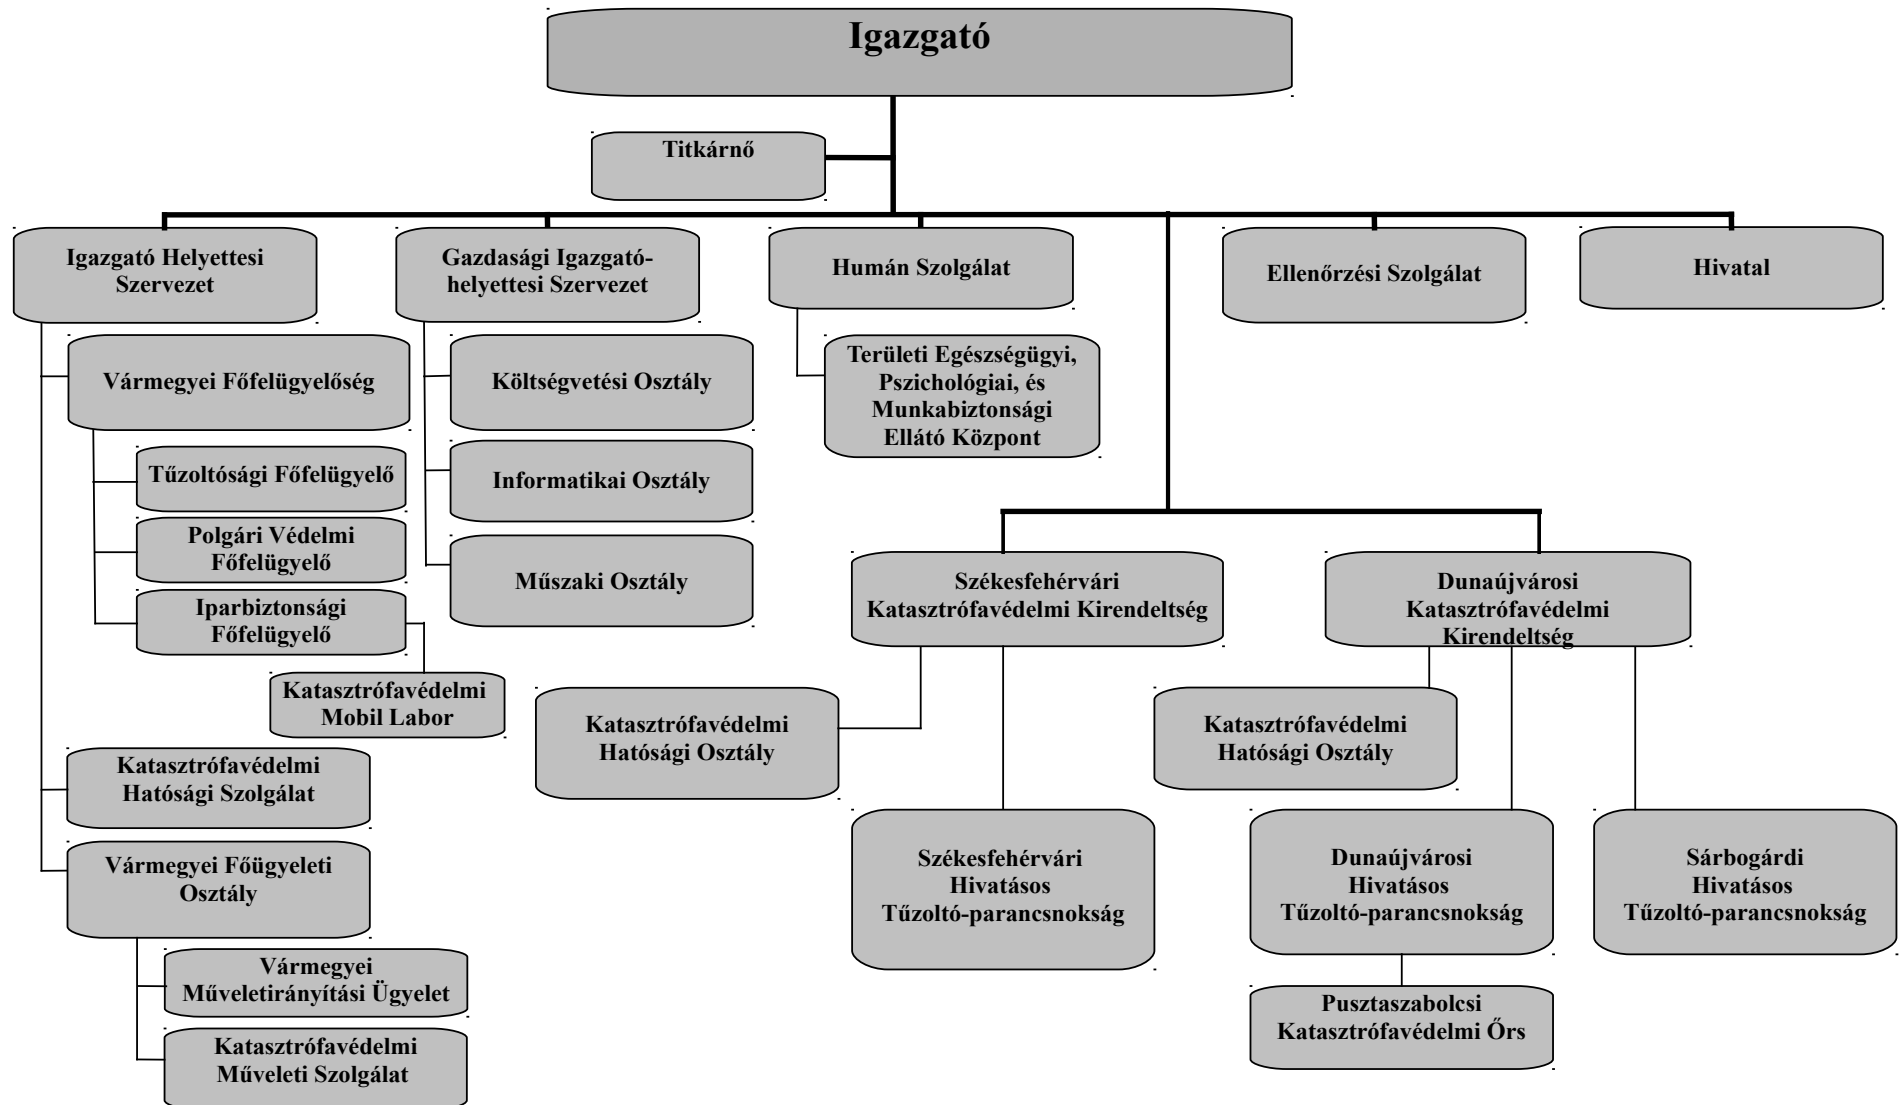 Igazgató
Titkárnő
Igazgató Helyettesi
Szervezet
Gazdasági Igazgató-
helyettesi Szervezet
Humán Szolgálat
Ellenőrzési Szolgálat
Hivatal
Vármegyei Főfelügyelőség
Tűzoltósági Főfelügyelő
Polgári Védelmi
Főfelügyelő
Iparbiztonsági
Főfelügyelő
Katasztrófavédelmi
Mobil Labor
Katasztrófavédelmi
Hatósági Szolgálat
Vármegyei Főügyeleti
Osztály
Vármegyei
Műveletirányítási Ügyelet
Katasztrófavédelmi
Műveleti Szolgálat
Költségvetési Osztály
Informatikai Osztály
Műszaki Osztály
Területi Egészségügyi,
Pszichológiai, és
Munkabiztonsági
Ellátó Központ
Székesfehérvári
Katasztrófavédelmi Kirendeltség
Katasztrófavédelmi
Hatósági Osztály
Székesfehérvári
Hivatásos
Tűzoltó-parancsnokság
Dunaújvárosi
Katasztrófavédelmi
Kirendeltség
Katasztrófavédelmi
Hatósági Osztály
Dunaújvárosi
Hivatásos
Tűzoltó-parancsnokság
Pusztaszabolcsi
Katasztrófavédelmi Őrs
Sárbogárdi
Hivatásos
Tűzoltó-parancsnokság